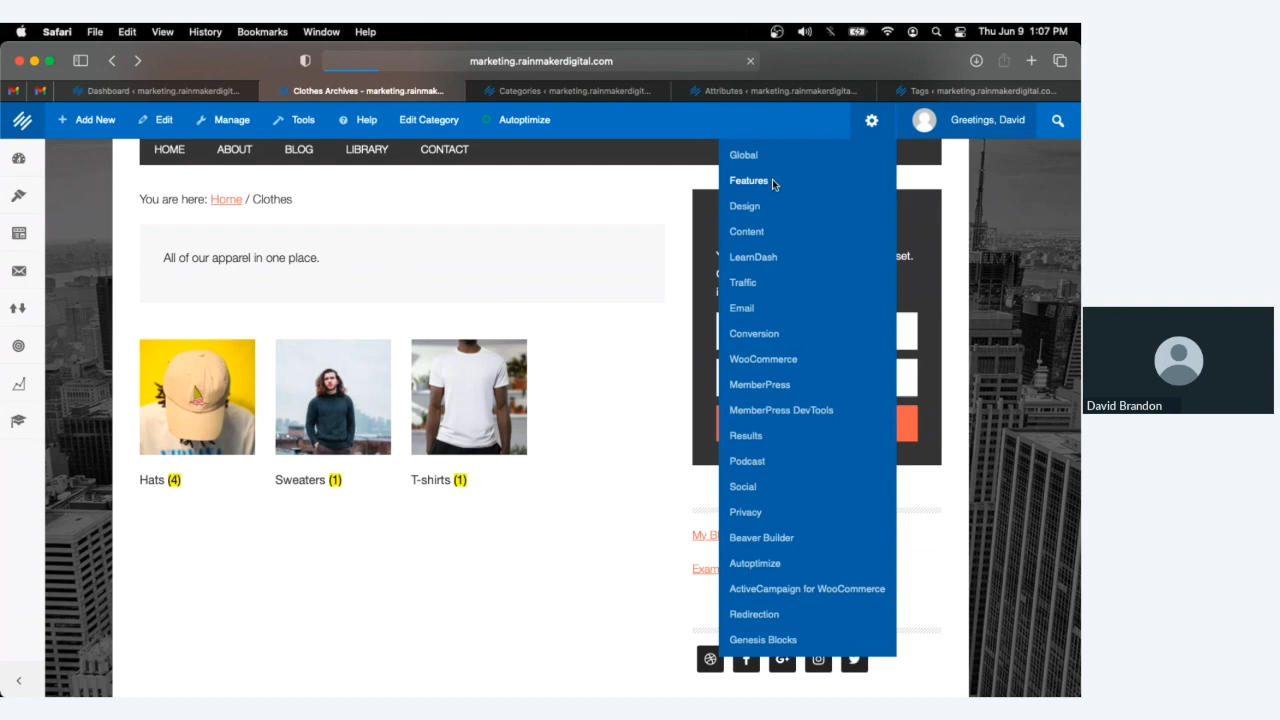 Safari File Edit View History Bookmarks Window Help Thu Jun 9 1:07 PM
marketing.rainmakerdigital.com
Dashboard ‹ marketing.rainmakerdigit... Clothes Archives - marketing.rainmak... Categories ‹ marketing.rainmakerdigit... Attributes ‹ marketing.rainmakerdigita... Tags ‹ marketing.rainmakerdigital.co...
Add New Edit Manage Tools Help Edit Category Autoptimize Greetings, David
HOME ABOUT BLOG LIBRARY CONTACT
You are here: Home / Clothes
All of our apparel in one place.
Hats (4) Sweaters (1) T-shirts (1)
Global
Features
Design
Content
LearnDash
Traffic
Email
Conversion
WooCommerce
MemberPress
MemberPress DevTools
Results
Podcast
Social
Privacy
Beaver Builder
Autoptimize
ActiveCampaign for WooCommerce
Redirection
Genesis Blocks
set.
My B
Exam
David Brandon